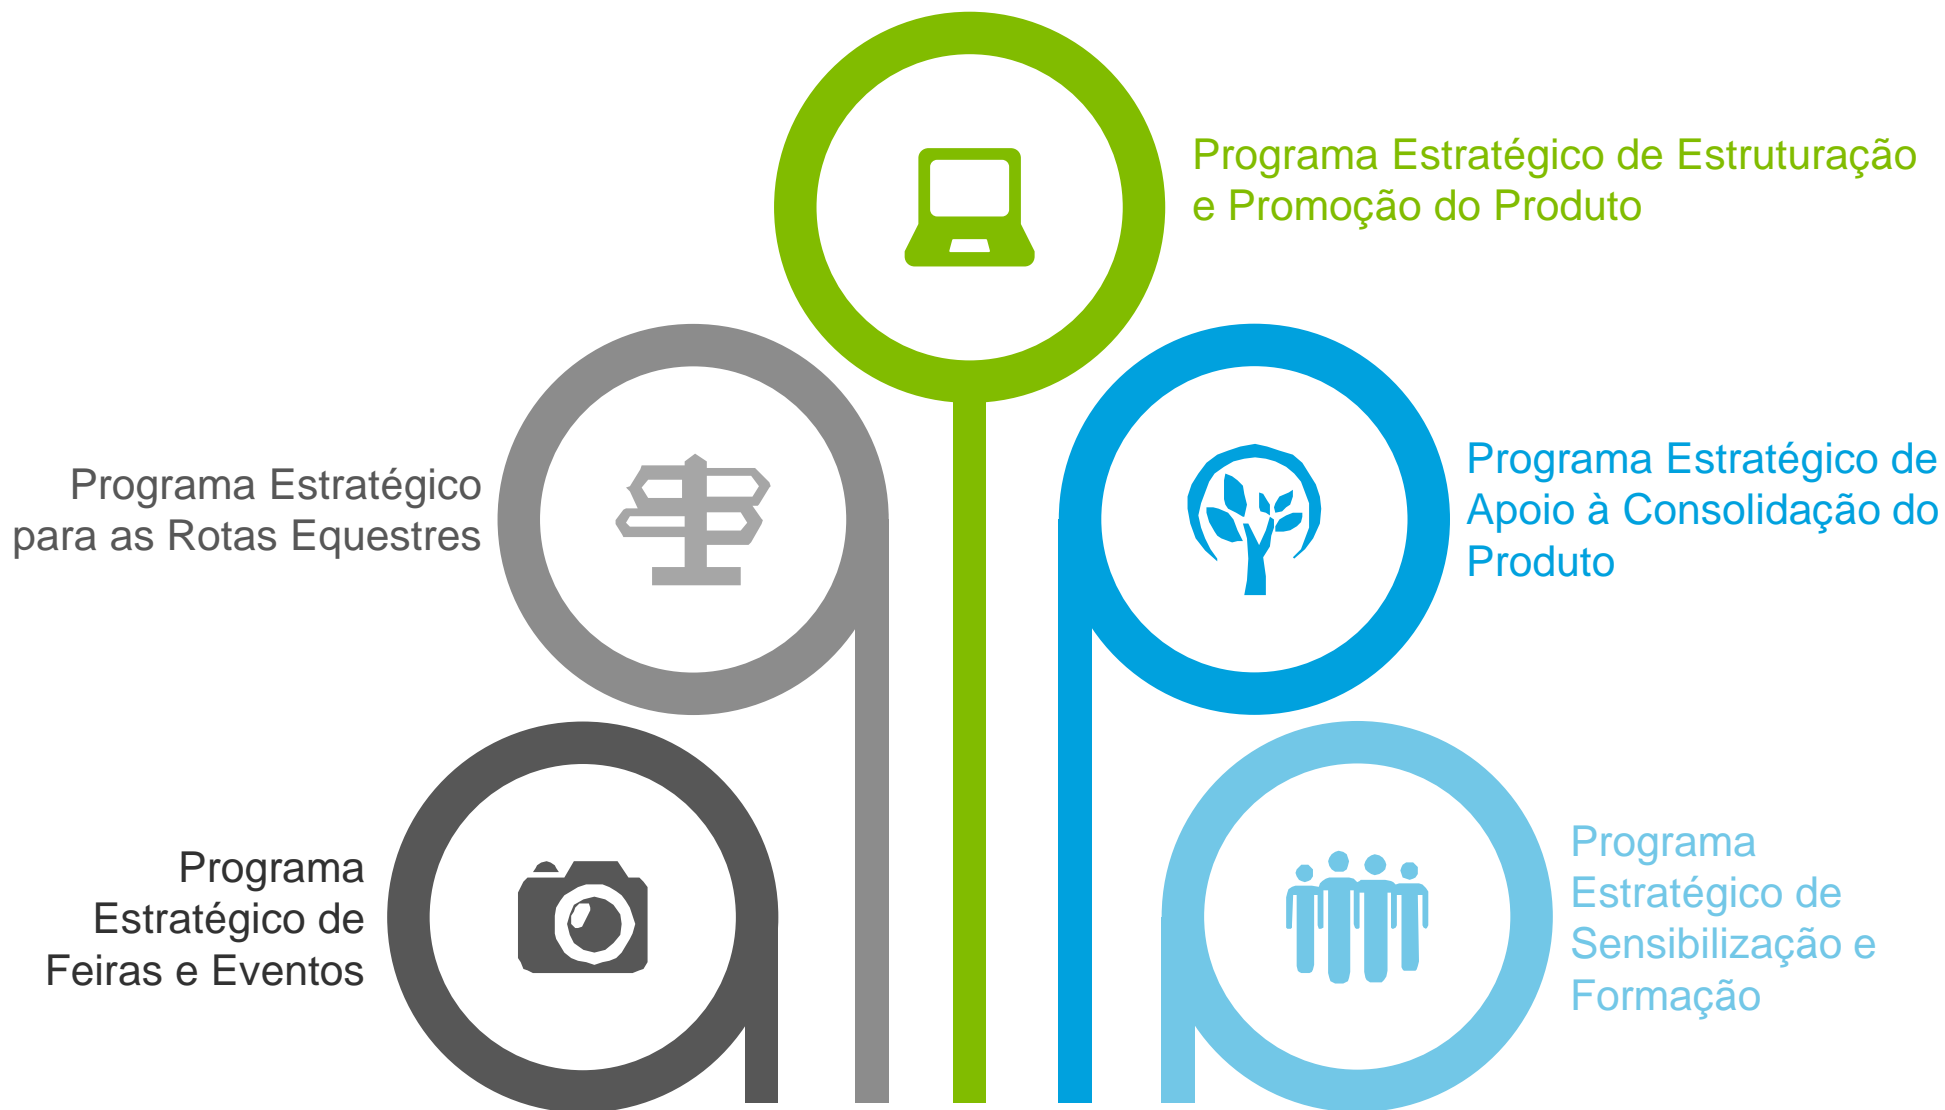 Programa Estratégico de Estruturação
e Promoção do Produto
Programa Estratégico
para as Rotas Equestres
Programa Estratégico de
Apoio à Consolidação do
Produto
Programa
Estratégico de
Feiras e Eventos
Programa
Estratégico de
Sensibilização e
Formação